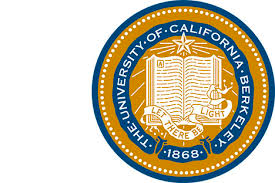 ·THE·UNIVERSITY·OF·CALIFORNIA·BERKELEY·
A
LET THERE BE
LIGHT
·1868·